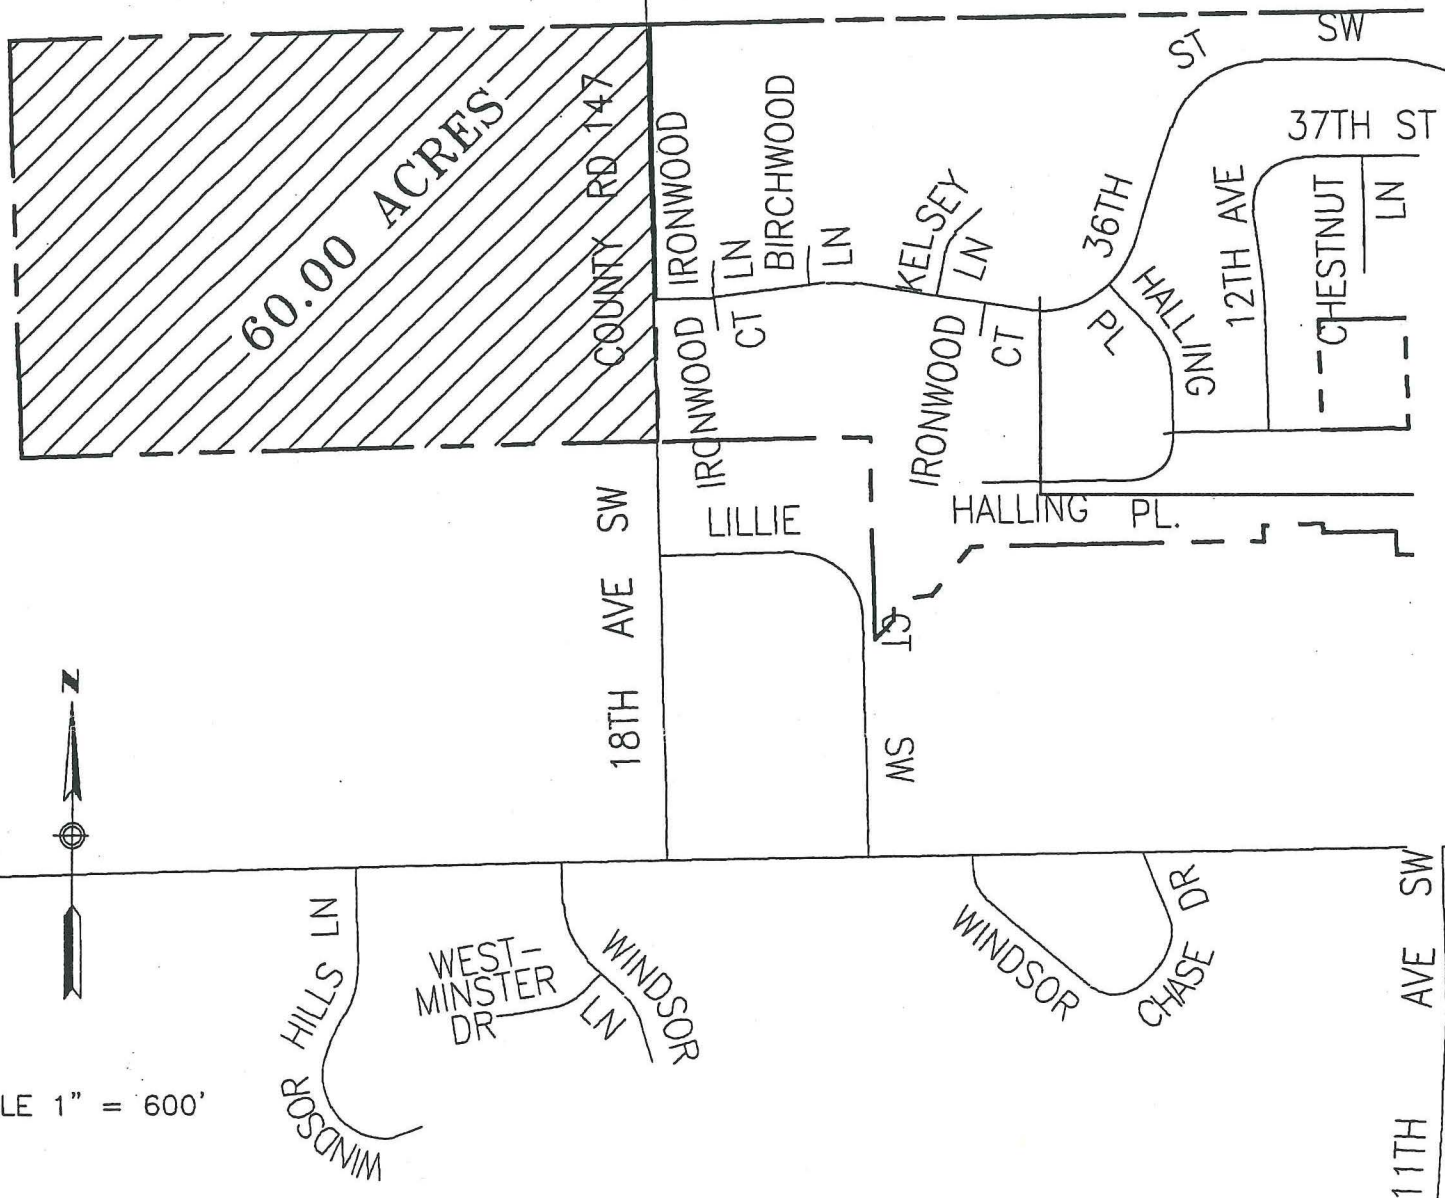 SW
ST
60.00 ACRES
COUNTY RD 147
IRONWOOD
LN
BIRCHWOOD
LN
KELSEY
LN
36TH
37TH ST
12TH AVE
CHESTNUT
LN
IRONWOOD
CT
IRONWOOD
CT
HALLING
PL
HALLING PL.
LILLIE
CT
SW
18TH AVE SW
N
WINDSOR HILLS LN
WEST-
MINSTER
DR
WINDSOR
LN
WINDSOR
CHASE DR
11TH AVE SW
LE 1" = 600'